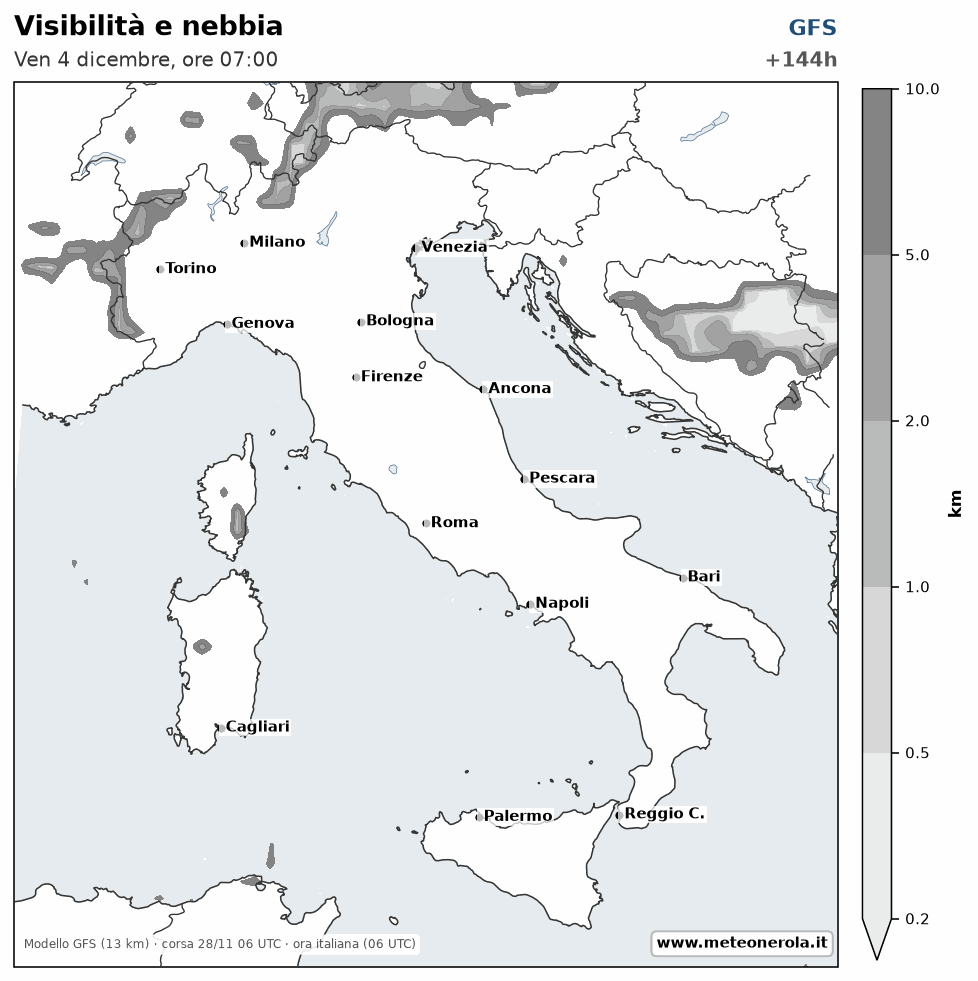 Visibilità e nebbia
GFS
Ven 4 dicembre, ore 07:00
+144h
10.0
5.0
2.0
1.0
0.5
0.2
km
Milano
Venezia
Torino
Genova
Bologna
Firenze
Ancona
Pescara
Roma
Bari
Napoli
Cagliari
Palermo
Reggio C.
Modello GFS (13 km) · corsa 28/11 06 UTC · ora italiana (06 UTC)
www.meteonerola.it